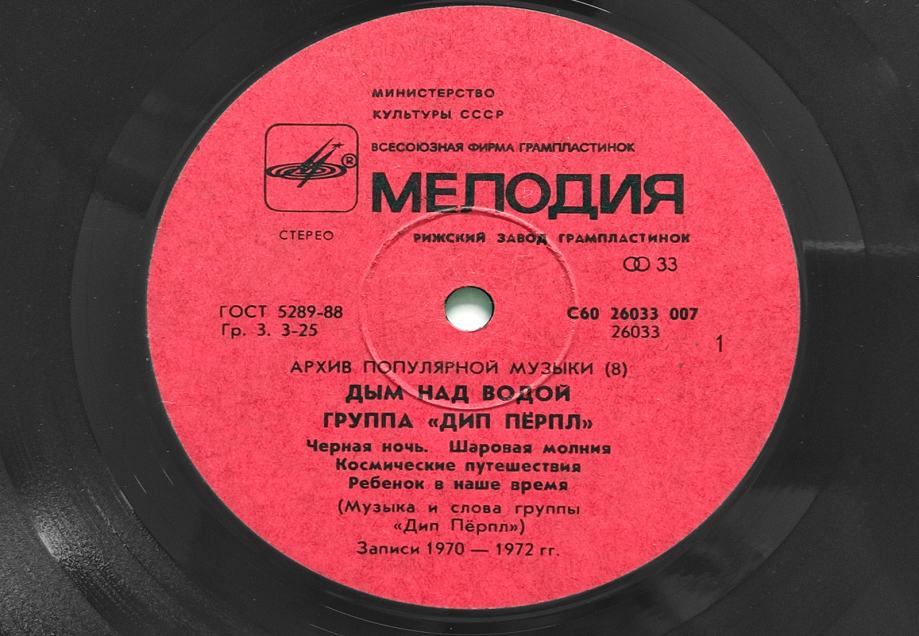 МИНИСТЕРСТВО
КУЛЬТУРЫ СССР
ВСЕСОЮЗНАЯ ФИРМА ГРАМПЛАСТИНОК
®
МЕЛОДИЯ
СТЕРЕО
РИЖСКИЙ ЗАВОД ГРАМПЛАСТИНОК
33
ГОСТ 5289-88
Гр. 3. 3-25
С60 26033 007
26033
1
АРХИВ ПОПУЛЯРНОЙ МУЗЫКИ (8)
ДЫМ НАД ВОДОЙ
ГРУППА «ДИП ПЁРПЛ»
Черная ночь. Шаровая молния
Космические путешествия
Ребенок в наше время
(Музыка и слова группы
«Дип Пёрпл»)
Записи 1970 — 1972 гг.